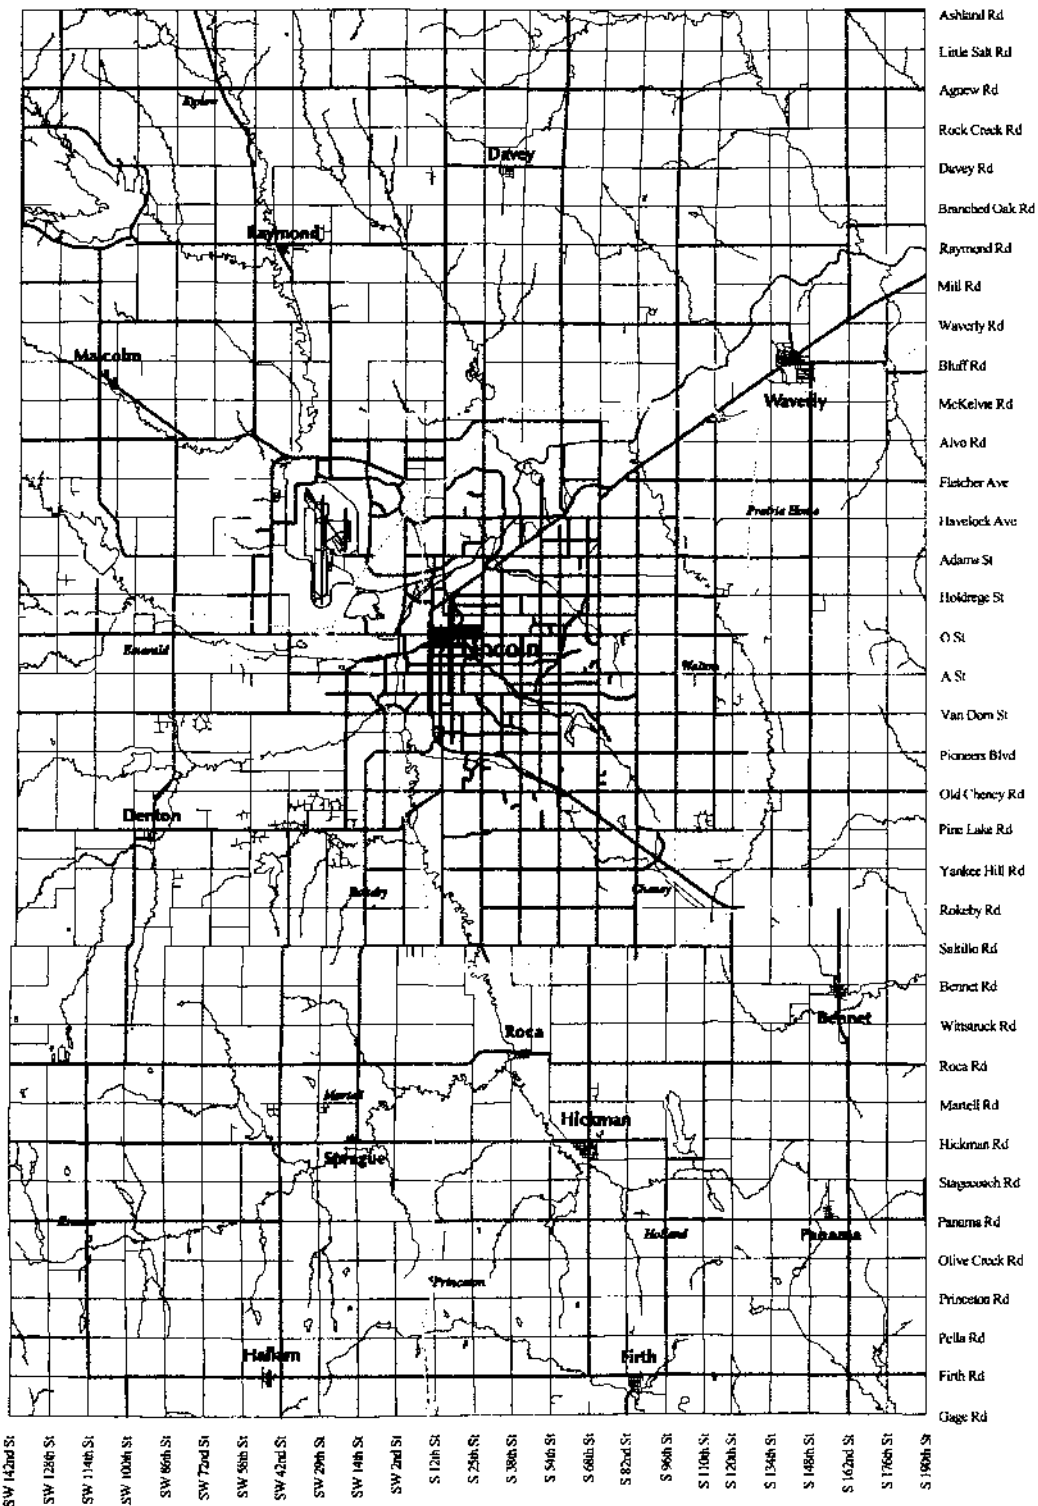 Ashland Rd
Little Salt Rd
Agnew Rd
Rock Creek Rd
Davey
Davey Rd
Branched Oak Rd
Raymond
Raymond Rd
Mill Rd
Waverly Rd
Malcolm
Bluff Rd
Waverly
McKelvie Rd
Alvo Rd
Fletcher Ave
Prairie Home
Havelock Ave
Adams St
Holdrege St
O St
Emerald
Lincoln
Walton
A St
Van Dorn St
Pioneers Blvd
Old Cheney Rd
Denton
Pine Lake Rd
Yankee Hill Rd
Rokeby
Cheney
Rokeby Rd
Saltillo Rd
Bennet Rd
Bennet
Wittstruck Rd
Roca
Roca Rd
Martell
Martell Rd
Hickman
Hickman Rd
Sprague
Stagecoach Rd
Panama Rd
Holland
Panama
Olive Creek Rd
Princeton
Princeton Rd
Pella Rd
Hallam
Firth
Firth Rd
Gage Rd
SW 142nd St
SW 128th St
SW 114th St
SW 100th St
SW 86th St
SW 72nd St
SW 58th St
SW 42nd St
SW 29th St
SW 14th St
SW 2nd St
S 12th St
S 25th St
S 38th St
S 54th St
S 68th St
S 82nd St
S 96th St
S 110th St
S 120th St
S 134th St
S 148th St
S 162nd St
S 176th St
S 190th St